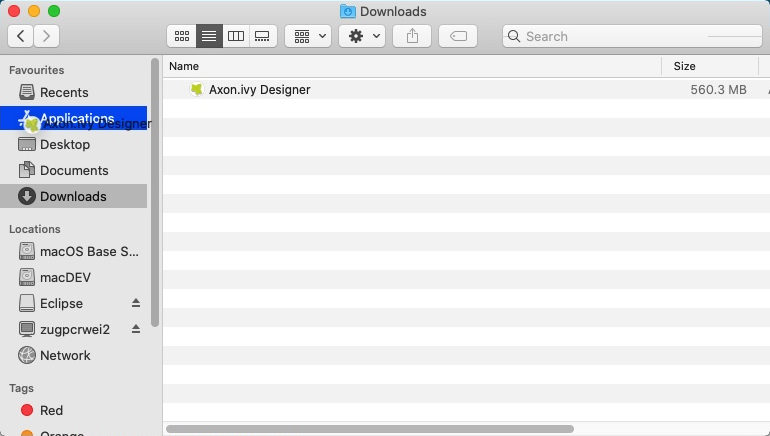 Downloads
Search
Favourites
Recents
Applications
Axon.ivy Designer
Desktop
Documents
Downloads
Locations
macOS Base S...
macDEV
Eclipse
zugpcrwei2
Network
Tags
Red
Orange
Name Size
Axon.ivy Designer 560.3 MB